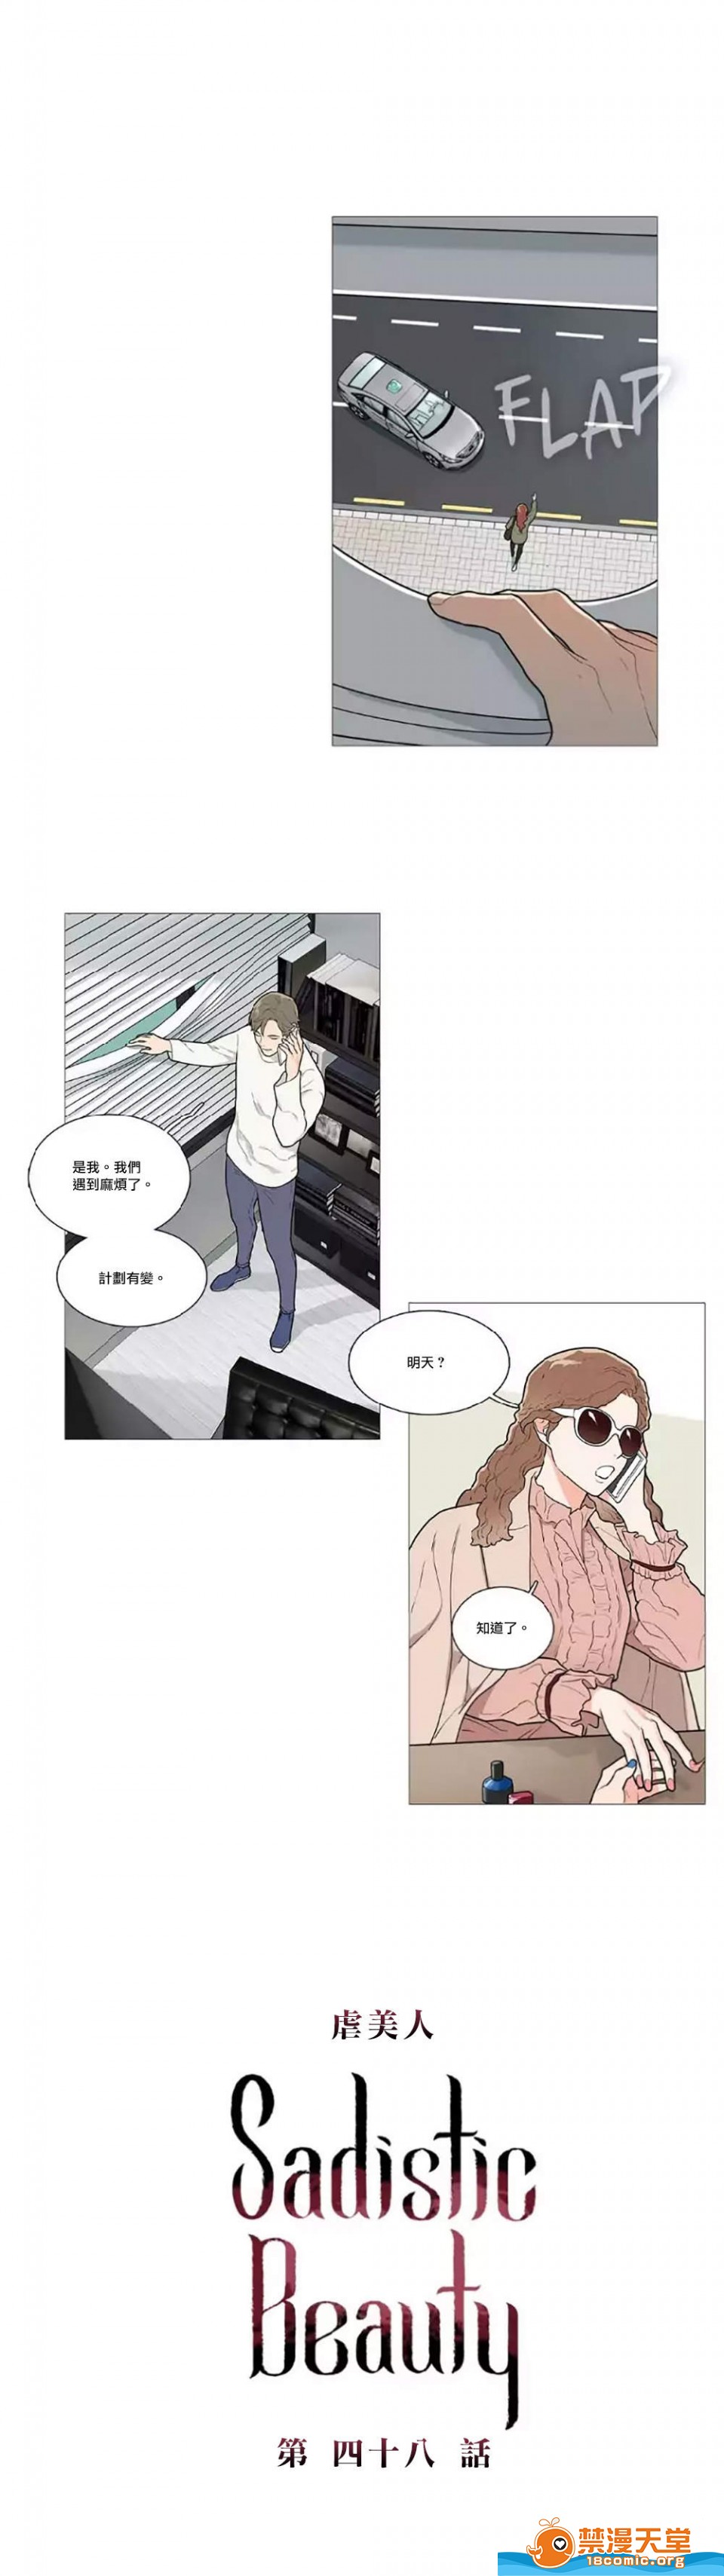 FLAP
是我。我們
遇到麻煩了。
計劃有變。
明天？
知道了。
虐美人
Sadistic
Beauty
第 四十八 話
禁漫天堂
18comic.org